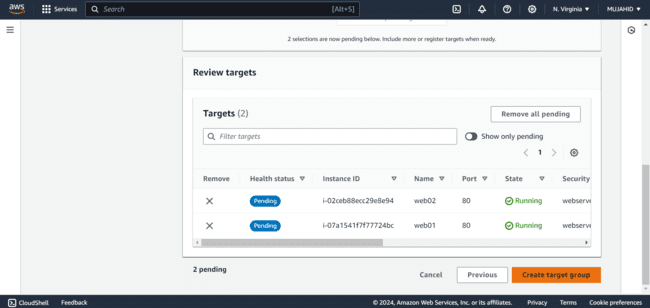 aws
Services
Search
[Alt+S]
N. Virginia
MUJAHID
2 selections are now pending below. Include more or register targets when ready.
Review targets
Targets (2)
Remove all pending
Filter targets
Show only pending
1
Remove Health status Instance ID Name Port State Security
Pending i-02ceb88ecc29e8e94 web02 80 Running webserve
Pending i-07a1541f7f77724bc web01 80 Running webserve
2 pending
Cancel
Previous
Create target group
CloudShell
Feedback
© 2024, Amazon Web Services, Inc. or its affiliates.
Privacy
Terms
Cookie preferences